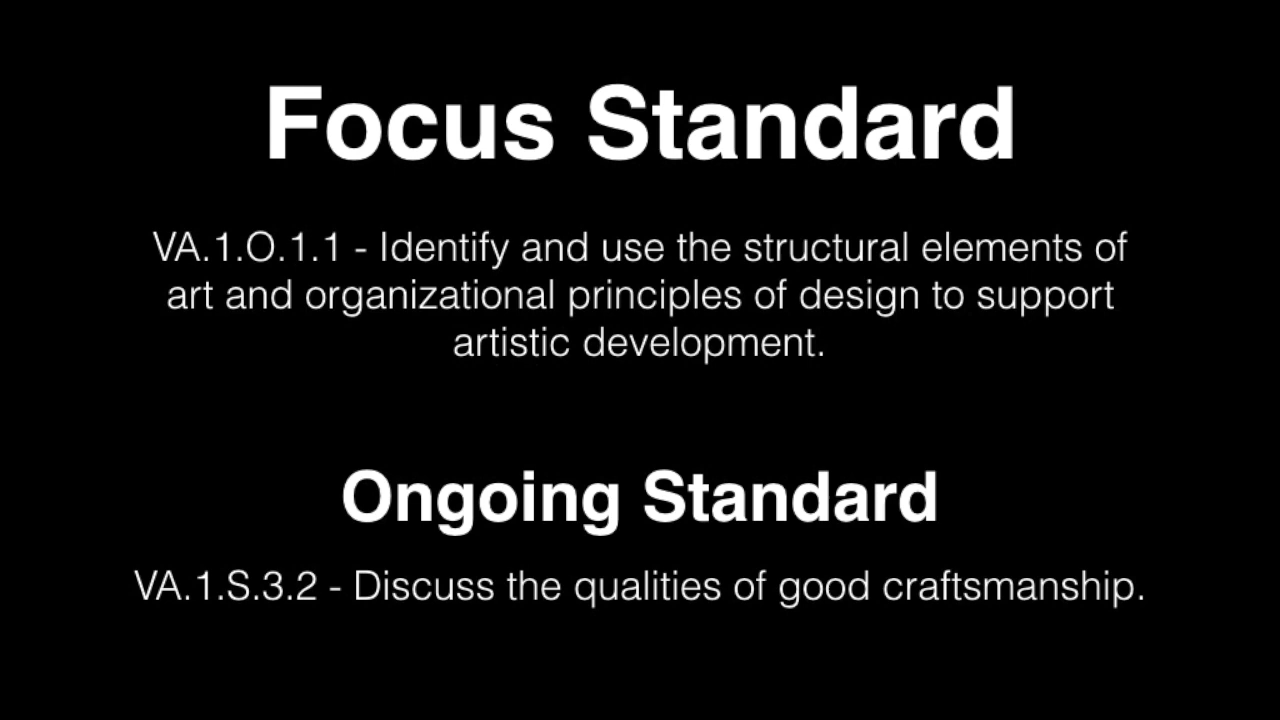 Focus Standard
VA.1.O.1.1 - Identify and use the structural elements of
art and organizational principles of design to support
artistic development.
Ongoing Standard
VA.1.S.3.2 - Discuss the qualities of good craftsmanship.